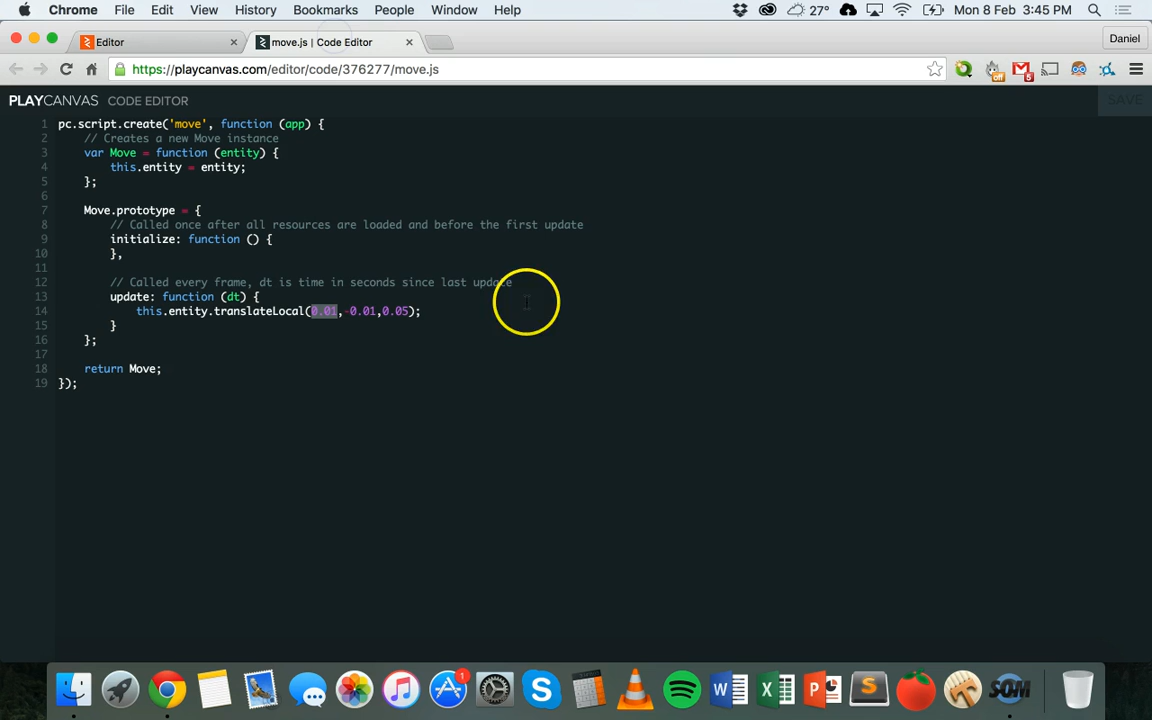 Chrome File Edit View History Bookmarks People Window Help 27° Mon 8 Feb 3:45 PM
Editor × move.js | Code Editor × Daniel
https://playcanvas.com/editor/code/376277/move.js off 5
PLAYCANVAS CODE EDITOR SAVE
1 pc.script.create('move', function (app) {
2 // Creates a new Move instance
3 var Move = function (entity) {
4 this.entity = entity;
5 };
6
7 Move.prototype = {
8 // Called once after all resources are loaded and before the first update
9 initialize: function () {
10 },
11
12 // Called every frame, dt is time in seconds since last update
13 update: function (dt) {
14 this.entity.translateLocal(0.01,-0.01,0.05);
15 }
16 };
17
18 return Move;
19 });
1
W X P S SOM